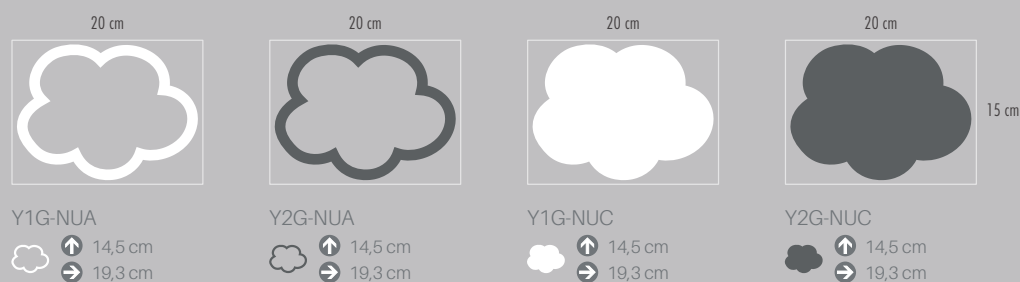 20 cm 20 cm 20 cm 20 cm
15 cm
Y1G-NUA Y2G-NUA Y1G-NUC Y2G-NUC
14,5 cm 14,5 cm 14,5 cm 14,5 cm
19,3 cm 19,3 cm 19,3 cm 19,3 cm